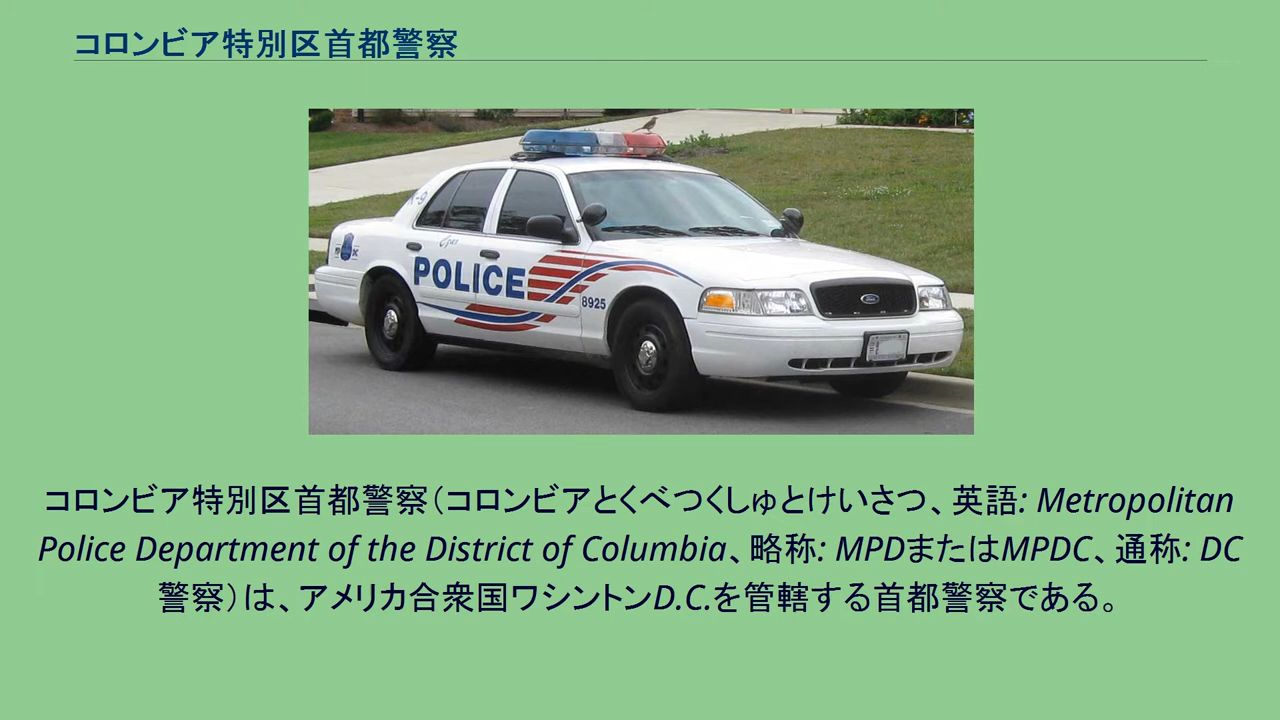 コロンビア特別区首都警察
K-9
POLICE
8925
Ford
コロンビア特別区首都警察（コロンビアとくべつくしゅとけいさつ、英語: Metropolitan
Police Department of the District of Columbia、略称: MPDまたはMPDC、通称: DC
警察）は、アメリカ合衆国ワシントンD.C.を管轄する首都警察である。